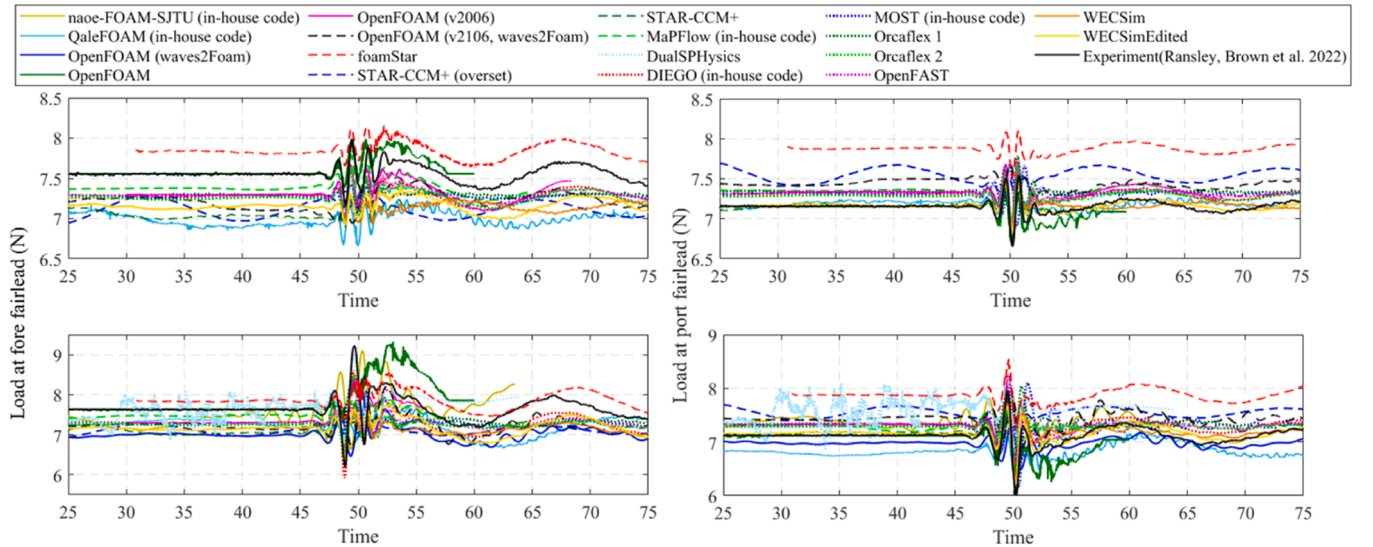 naoe-FOAM-SJTU (in-house code) OpenFOAM (v2006) STAR-CCM+ MOST (in-house code) WECSim
QaleFOAM (in-house code) OpenFOAM (v2106, waves2Foam) MaPFlow (in-house code) Orcaflex 1 WECSimEdited
OpenFOAM (waves2Foam) foamStar DualSPHysics Orcaflex 2 Experiment(Ransley, Brown et al. 2022)
OpenFOAM STAR-CCM+ (overset) DIEGO (in-house code) OpenFAST
Load at fore fairlead (N)
8.5
8
7.5
7
6.5
25 30 35 40 45 50 55 60 65 70 75
Time
9
8
7
6
25 30 35 40 45 50 55 60 65 70 75
Time
Load at port fairlead (N)
8.5
8
7.5
7
6.5
25 30 35 40 45 50 55 60 65 70 75
Time
9
8
7
6
25 30 35 40 45 50 55 60 65 70 75
Time